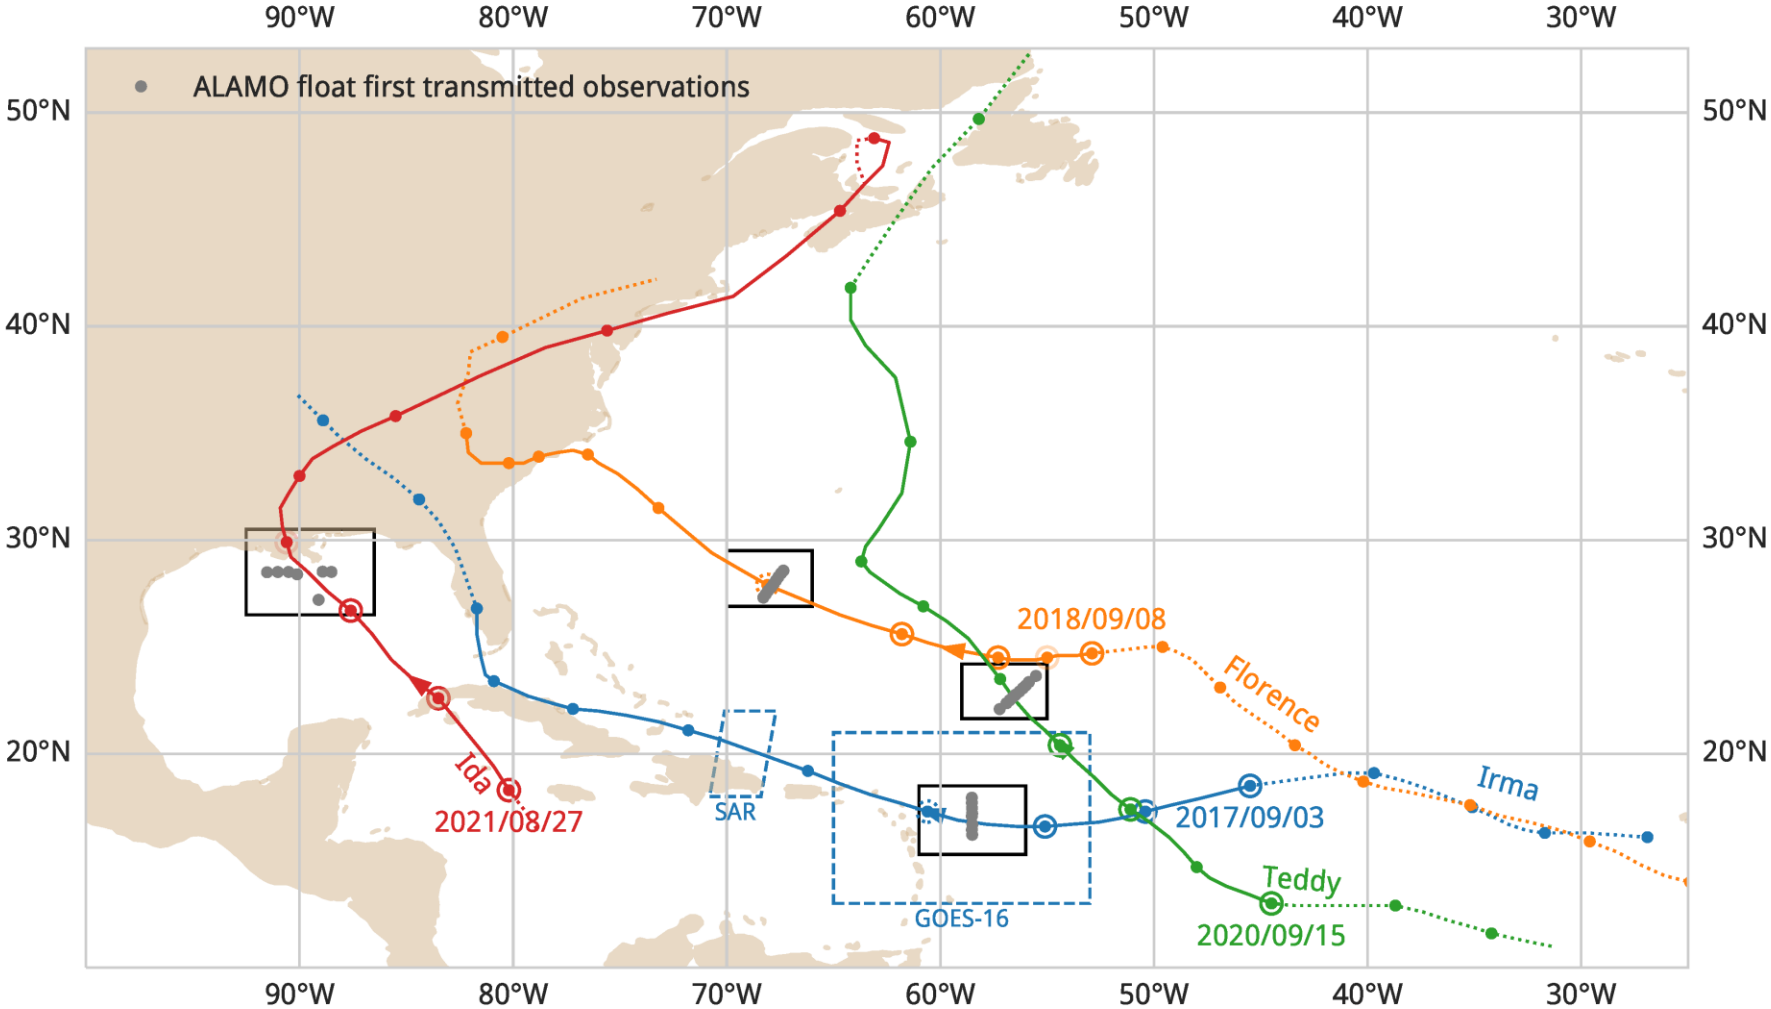 90°W 80°W 70°W 60°W 50°W 40°W 30°W
ALAMO float first transmitted observations
50°N 50°N
40°N 40°N
30°N 30°N
2018/09/08
Florence
20°N 20°N
Ida
Irma
SAR
2021/08/27
2017/09/03
Teddy
GOES-16
2020/09/15
90°W 80°W 70°W 60°W 50°W 40°W 30°W